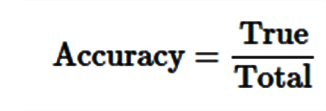 Accuracy = True / Total